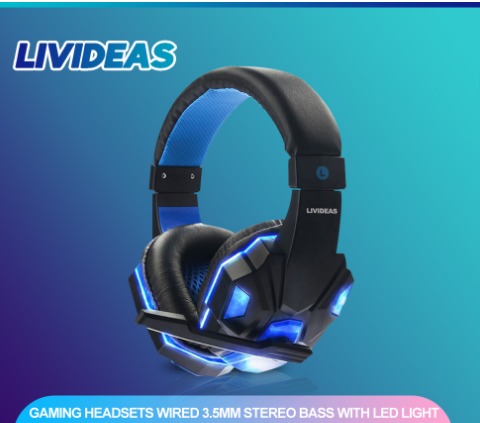 LIVIDEAS
L
LIVIDEAS
GAMING HEADSETS WIRED 3.5MM STEREO BASS WITH LED LIGHT